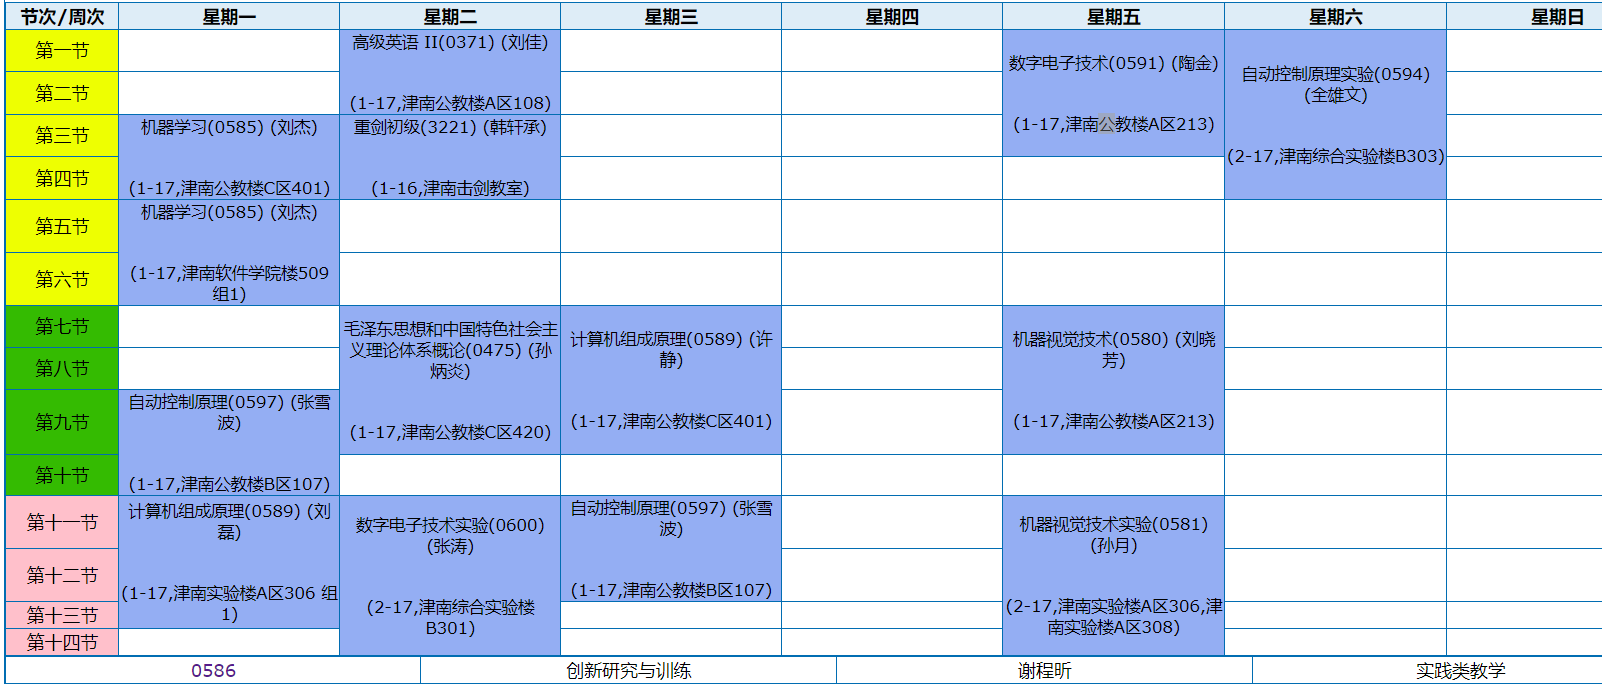 节次/周次 星期一 星期二 星期三 星期四 星期五 星期六 星期日
第一节
高级英语 II(0371) (刘佳)
(1-17,津南公教楼A区108)
数字电子技术(0591) (陶金)
(1-17,津南公教楼A区213)
自动控制原理实验(0594)
(全雄文)
(2-17,津南综合实验楼B303)
第二节
第三节
机器学习(0585) (刘杰)
(1-17,津南公教楼C区401)
重剑初级(3221) (韩轩承)
(1-16,津南击剑教室)
第四节
第五节
机器学习(0585) (刘杰)
(1-17,津南软件学院楼509
组1)
第六节
第七节
毛泽东思想和中国特色社会主
义理论体系概论(0475) (孙
炳炎)
(1-17,津南公教楼C区420)
计算机组成原理(0589) (许
静)
(1-17,津南公教楼C区401)
机器视觉技术(0580) (刘晓
芳)
(1-17,津南公教楼A区213)
第八节
第九节
自动控制原理(0597) (张雪
波)
(1-17,津南公教楼B区107)
第十节
第十一节
计算机组成原理(0589) (刘
磊)
(1-17,津南实验楼A区306 组
1)
数字电子技术实验(0600)
(张涛)
(2-17,津南综合实验楼
B301)
自动控制原理(0597) (张雪
波)
(1-17,津南公教楼B区107)
机器视觉技术实验(0581)
(孙月)
(2-17,津南实验楼A区306,津
南实验楼A区308)
第十二节
第十三节
第十四节
0586 创新研究与训练 谢程昕 实践类教学